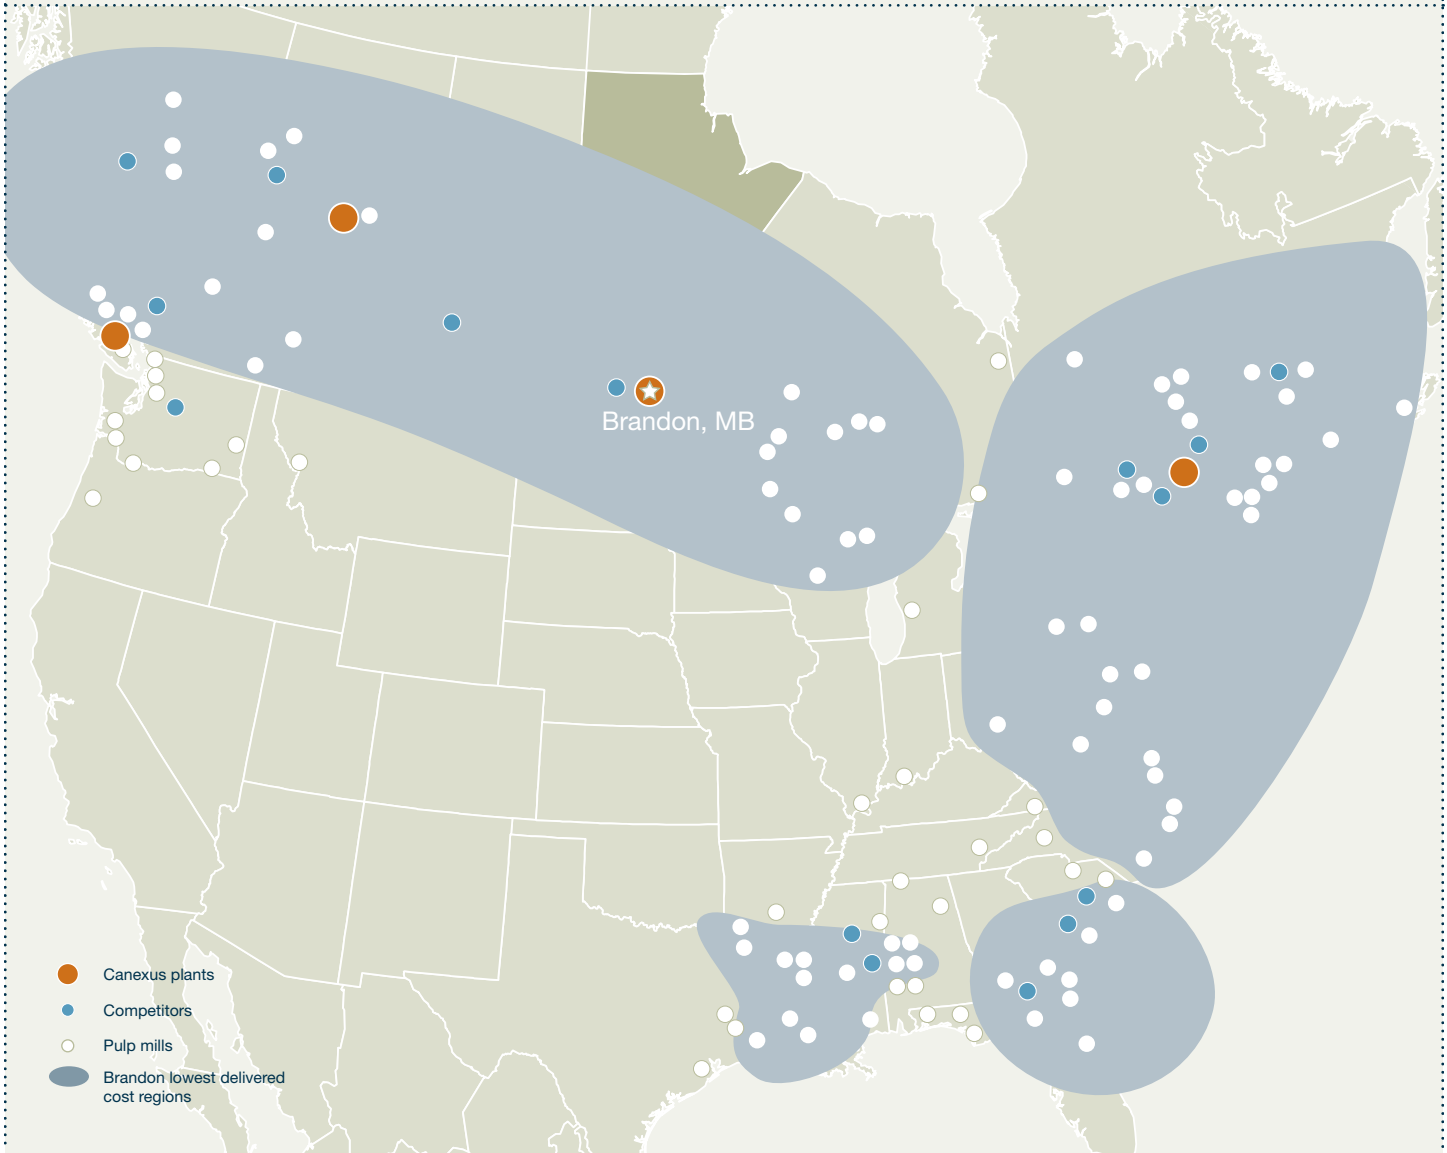 Brandon, MB
Canexus plants
Competitors
Pulp mills
Brandon lowest delivered
cost regions